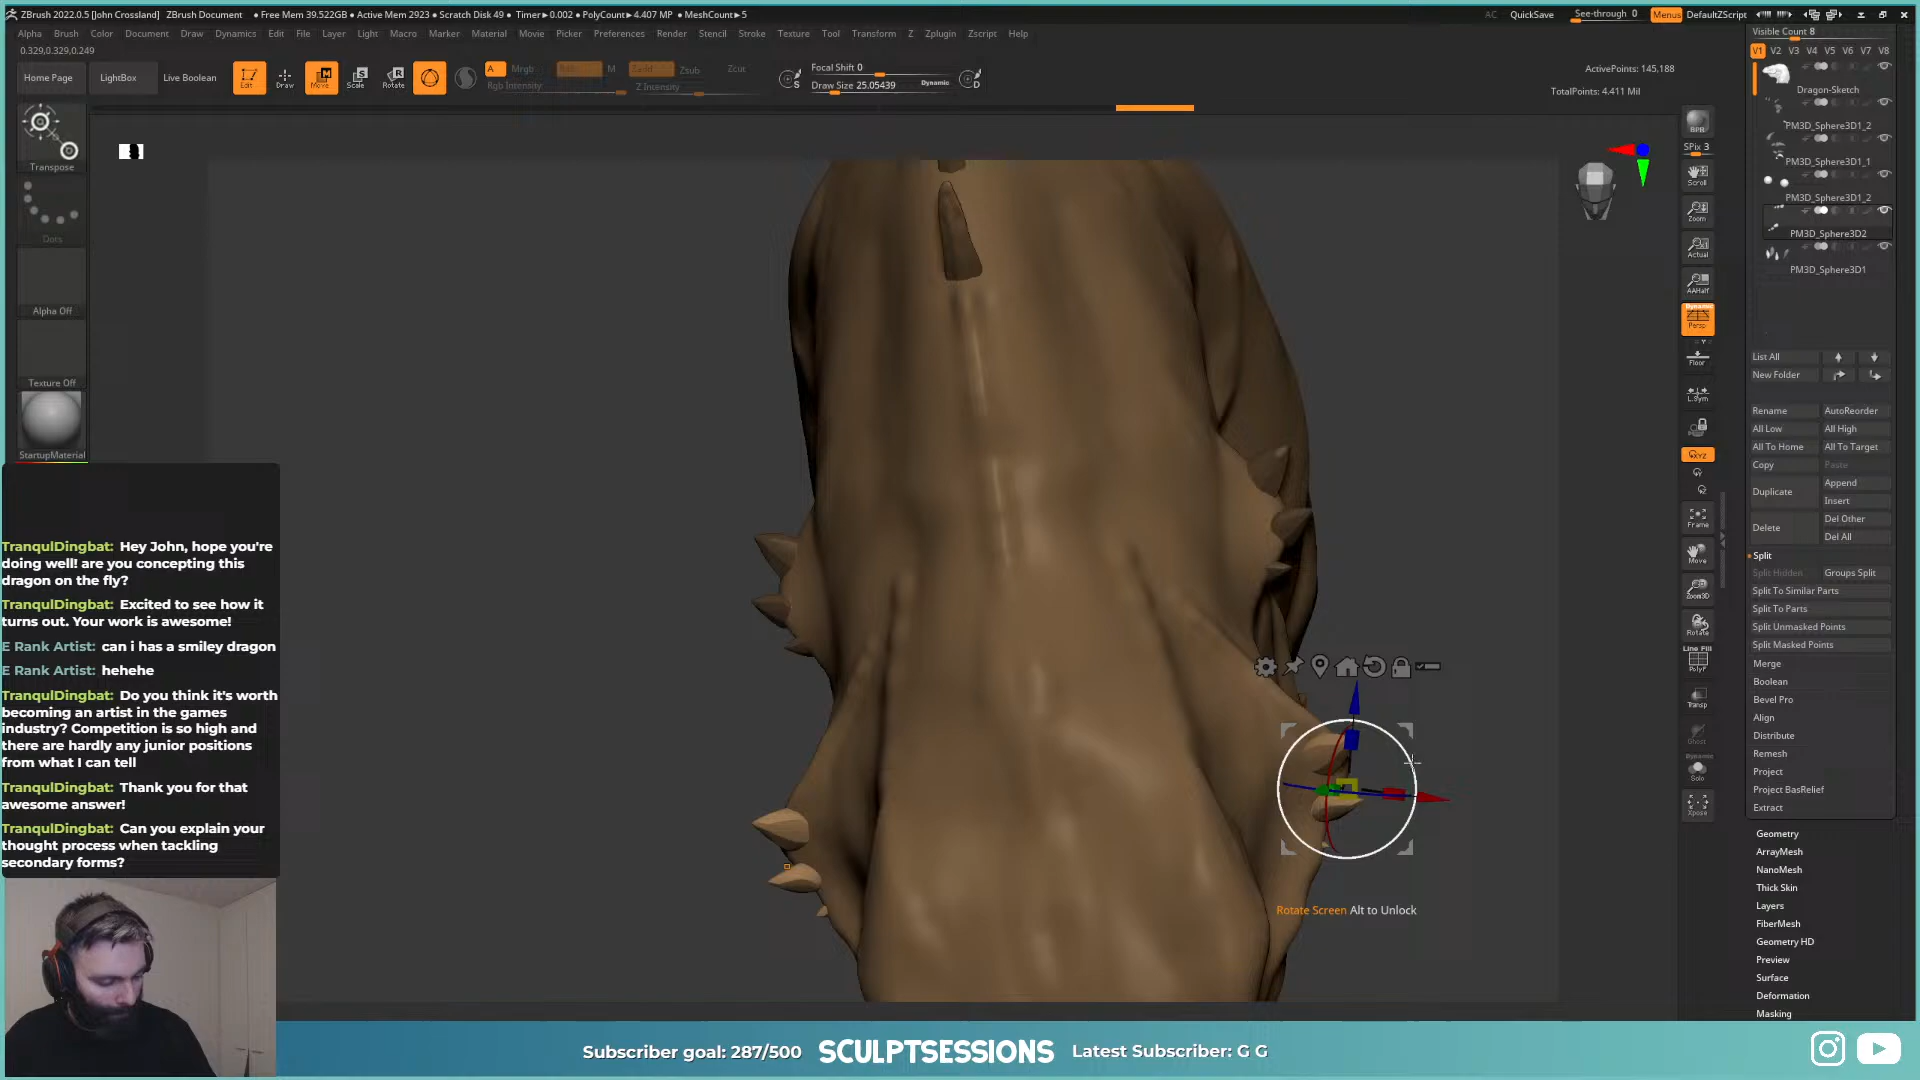 ZBrush 2022.0.5 [John Crossland] ZBrush Document ● Free Mem 39.522GB ● Active Mem 2923 ● Scratch Disk 49 ● Timer▶0.002 ● PolyCount▶4.407 MP ● MeshCount▶5
AC QuickSave See-through 0 Menus DefaultZScript
Alpha Brush Color Document Draw Dynamics Edit File Layer Light Macro Marker Material Movie Picker Preferences Render Stencil Stroke Texture Tool Transform Z Zplugin Zscript Help
0.329,0.329,0.249
Home Page LightBox Live Boolean
Edit Draw Move Scale Rotate
A Mrgb M Zsub Zcut
Rgb Intensity Z Intensity
Focal Shift 0
Draw Size 25.05439 Dynamic
S D
ActivePoints: 145,188
TotalPoints: 4.411 Mil
Transpose
Dots
Alpha Off
Texture Off
StartupMaterial
BPR
SPix 3
Scroll
Zoom
Actual
AAHalf
Dynamic
Persp
Floor
L.Sym
XYZ
Frame
Move
Zoom3D
Rotate
Line Fill
PolyF
Transp
Ghost
Dynamic
Solo
Xpose
Visible Count 8
V1 V2 V3 V4 V5 V6 V7 V8
Dragon-Sketch
PM3D_Sphere3D1_2
PM3D_Sphere3D1_1
PM3D_Sphere3D1_2
PM3D_Sphere3D2
PM3D_Sphere3D1
List All
New Folder
Rename AutoReorder
All Low All High
All To Home All To Target
Copy Paste
Duplicate Append
Insert
Delete Del Other
Del All
Split
Split Hidden Groups Split
Split To Similar Parts
Split To Parts
Split Unmasked Points
Split Masked Points
Merge
Boolean
Bevel Pro
Align
Distribute
Remesh
Project
Project BasRelief
Extract
Geometry
ArrayMesh
NanoMesh
Thick Skin
Layers
FiberMesh
Geometry HD
Preview
Surface
Deformation
Masking
Rotate Screen Alt to Unlock
TranqulDingbat: Hey John, hope you're
doing well! are you concepting this
dragon on the fly?
TranqulDingbat: Excited to see how it
turns out. Your work is awesome!
E Rank Artist: can i has a smiley dragon
E Rank Artist: hehehe
TranqulDingbat: Do you think it's worth
becoming an artist in the games
industry? Competition is so high and
there are hardly any junior positions
from what I can tell
TranqulDingbat: Thank you for that
awesome answer!
TranqulDingbat: Can you explain your
thought process when tackling
secondary forms?
Subscriber goal: 287/500 SCULPTSESSIONS Latest Subscriber: G G